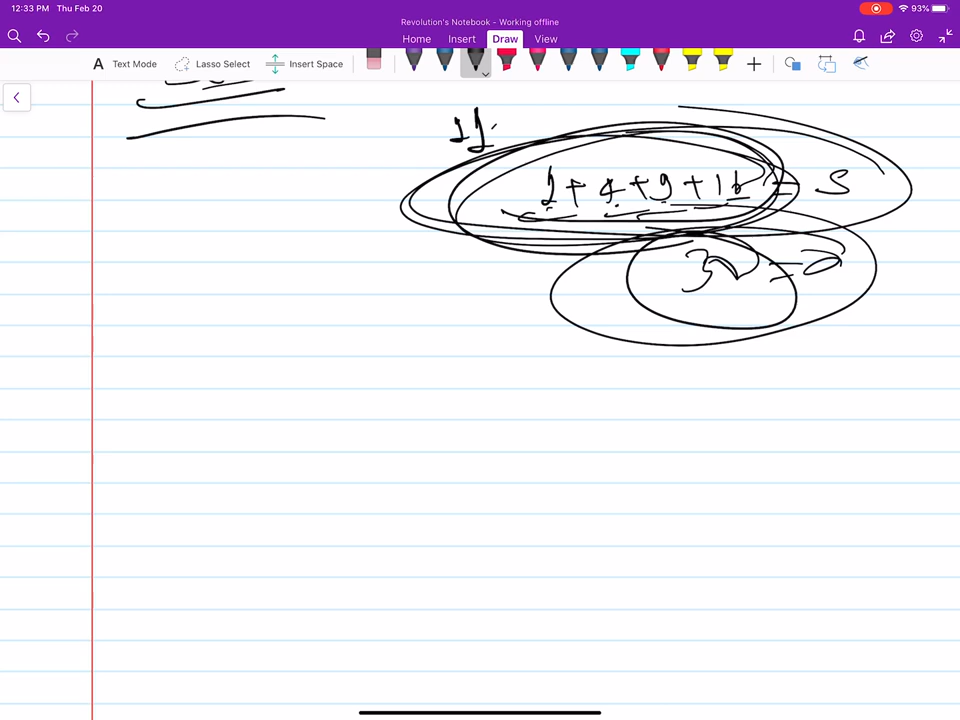 12:33 PM Thu Feb 20
93%
Revolution's Notebook - Working offline
Home Insert Draw View
A Text Mode Lasso Select Insert Space
1 + 4 + 9 + 16 = S